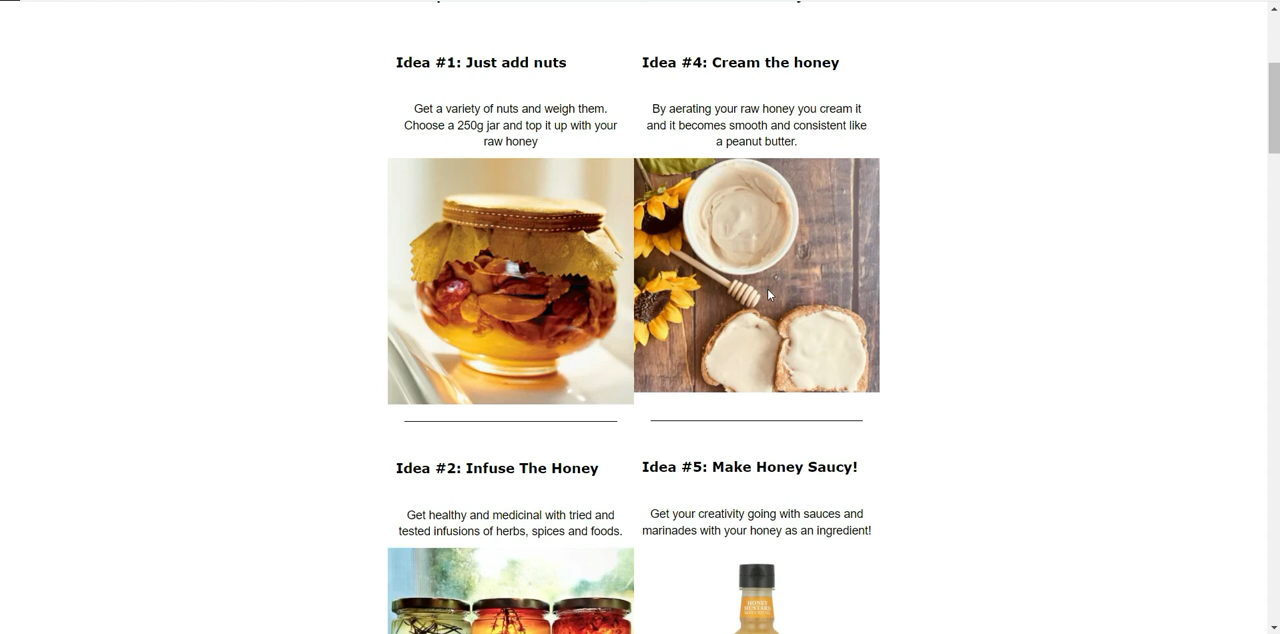 Idea #1: Just add nuts
Get a variety of nuts and weigh them.
Choose a 250g jar and top it up with your
raw honey
Idea #4: Cream the honey
By aerating your raw honey you cream it
and it becomes smooth and consistent like
a peanut butter.
Idea #2: Infuse The Honey
Get healthy and medicinal with tried and
tested infusions of herbs, spices and foods.
Idea #5: Make Honey Saucy!
Get your creativity going with sauces and
marinades with your honey as an ingredient!
HONEY
MUSTARD